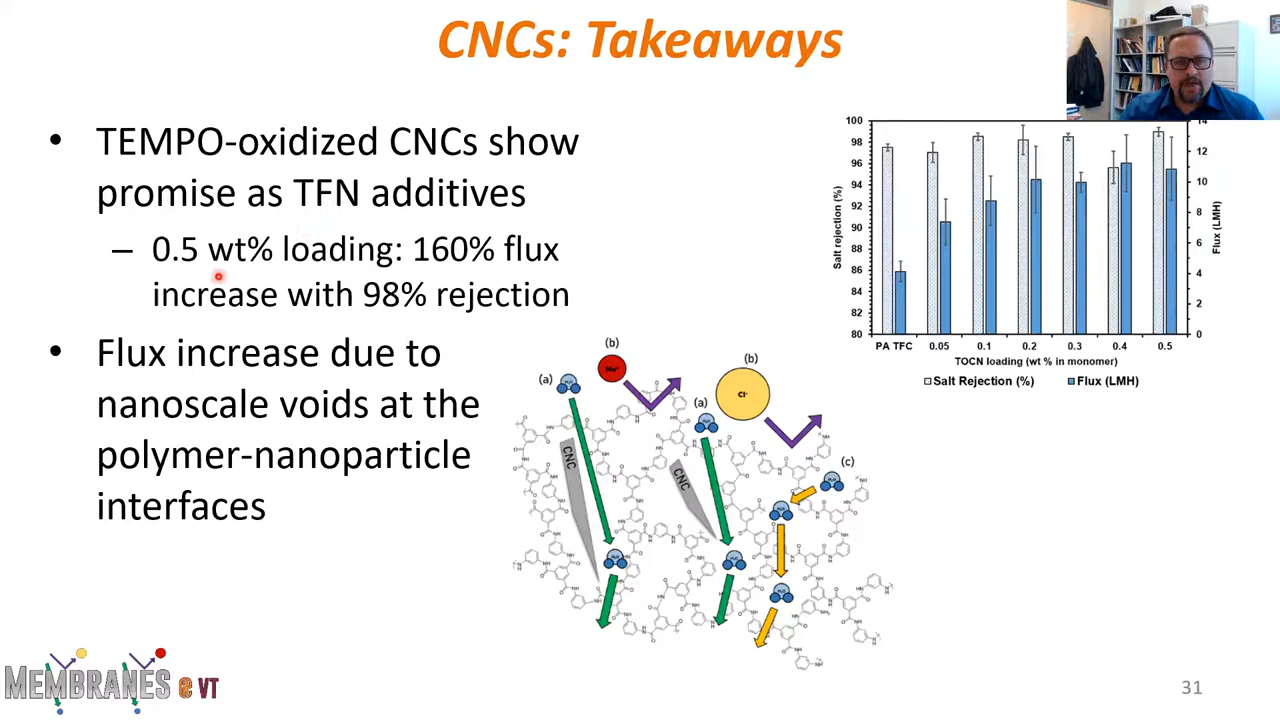 CNCs: Takeaways
• TEMPO-oxidized CNCs show
promise as TFN additives
– 0.5 wt% loading: 160% flux
increase with 98% rejection
• Flux increase due to
nanoscale voids at the
polymer-nanoparticle
interfaces
100
98
96
94
92
90
88
86
84
82
80
Salt rejection (%)
14
12
10
8
6
4
2
0
Flux (LMH)
PA TFC 0.05 0.1 0.2 0.3 0.4 0.5
TOCN loading (wt % in monomer)
Salt Rejection (%) Flux (LMH)
(a)
(b)
(a)
(b)
Cl-
(c)
CNC
CNC
MEMBRANES @ VT
31